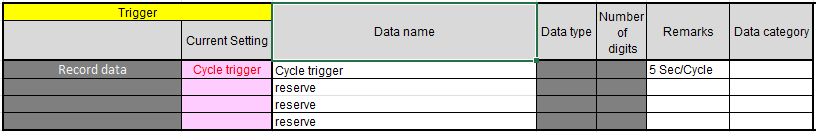 Trigger
Current Setting
Data name
Data type
Number
of
digits
Remarks
Data category
Record data
Cycle trigger
Cycle trigger
5 Sec/Cycle
reserve
reserve
reserve